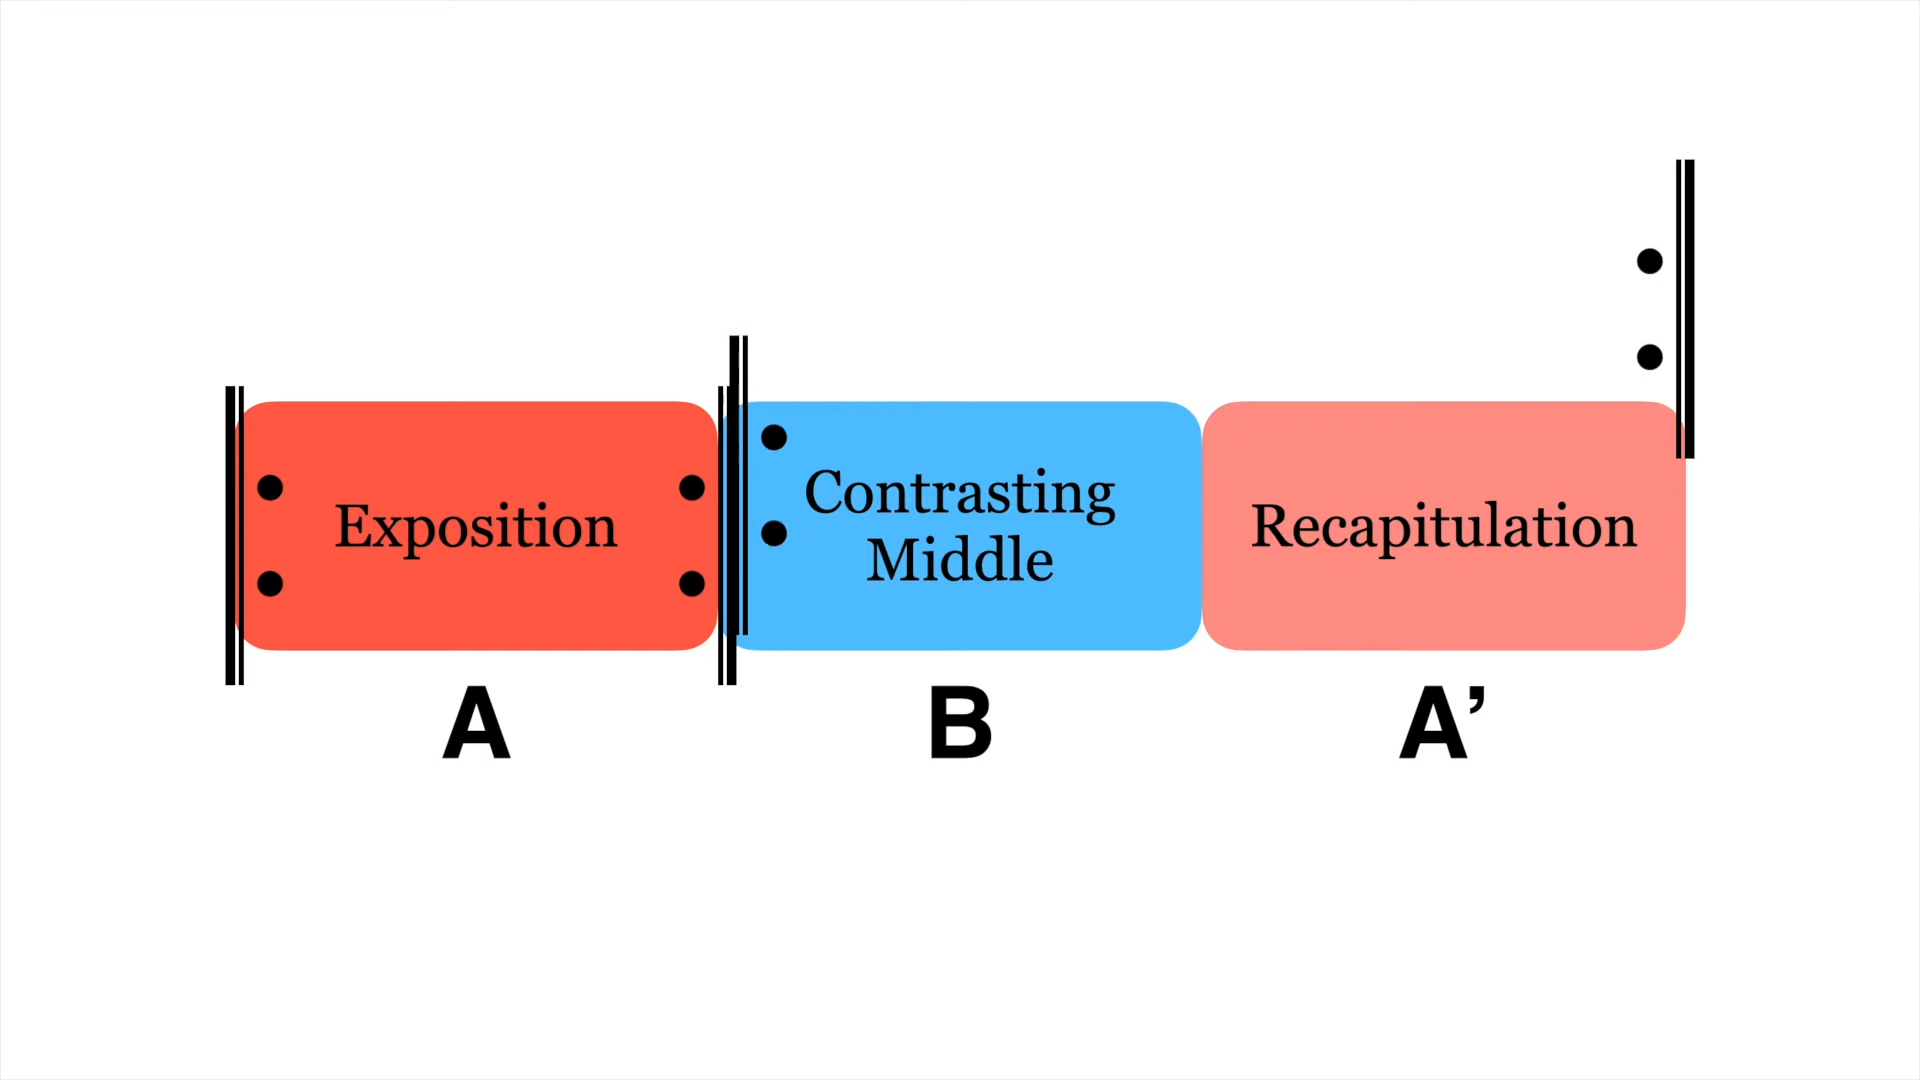 Exposition
Contrasting
Middle
Recapitulation
A
B
A’